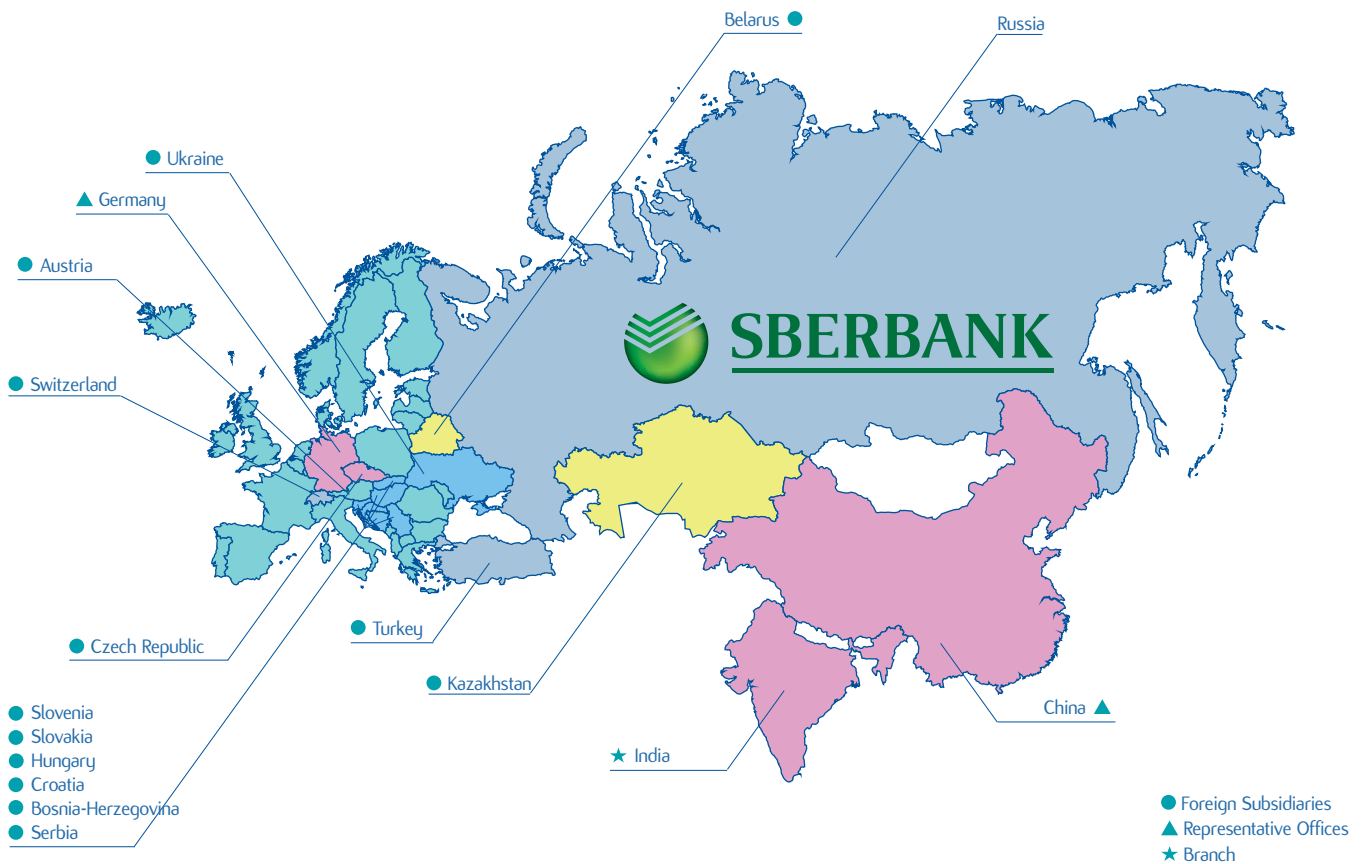 Belarus
Russia
Ukraine
Germany
Austria
SBERBANK
Switzerland
Turkey
Czech Republic
Kazakhstan
China
India
Slovenia
Slovakia
Hungary
Croatia
Bosnia-Herzegovina
Serbia
Foreign Subsidiaries
Representative Offices
Branch